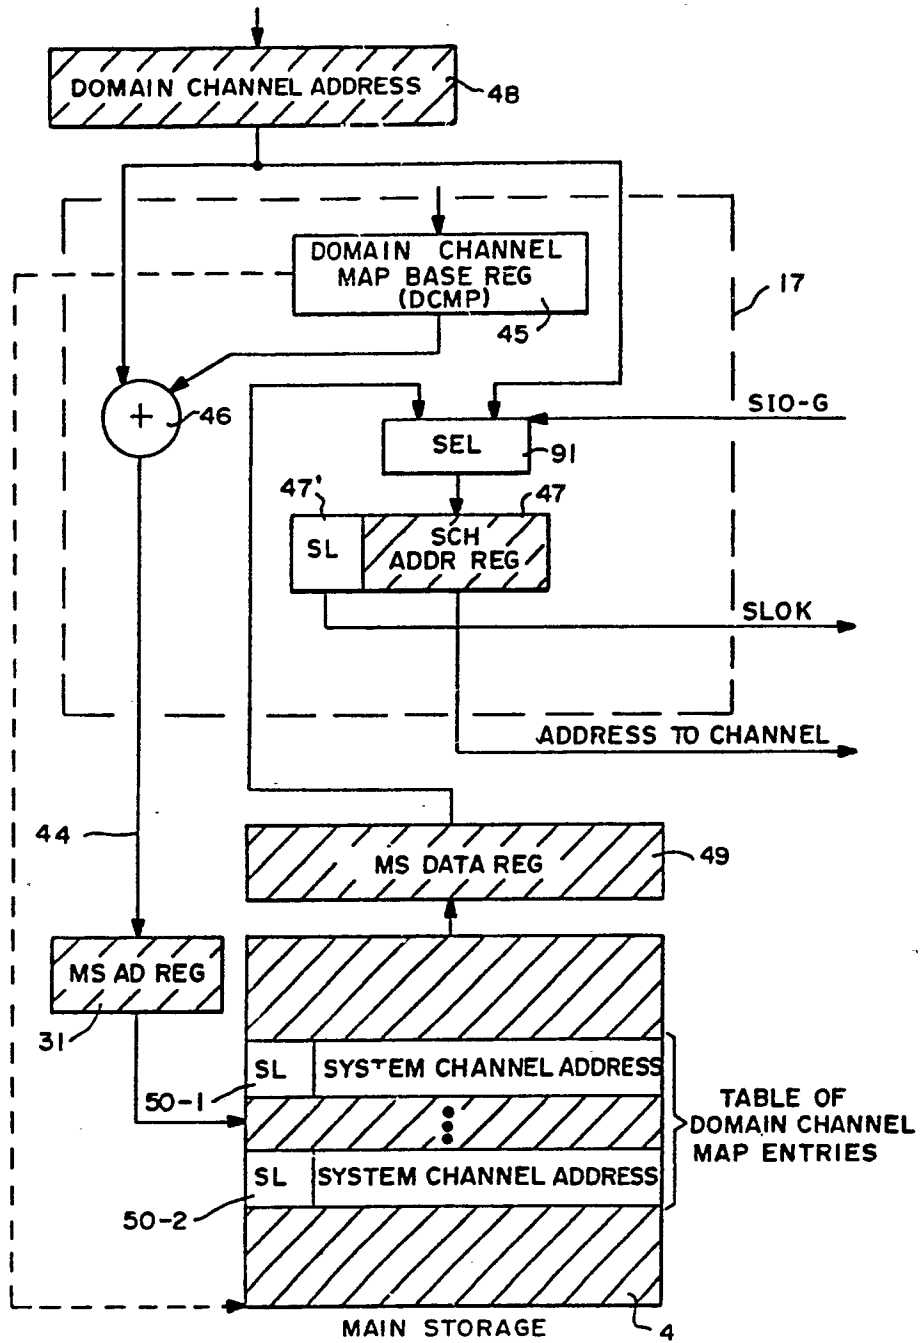 DOMAIN CHANNEL ADDRESS
48
DOMAIN CHANNEL
MAP BASE REG
(DCMP)
45
17
+
46
SIO-G
SEL
91
47'
47
SL
SCH
ADDR REG
SLOK
ADDRESS TO CHANNEL
44
MS DATA REG
49
MS AD REG
31
SL
SYSTEM CHANNEL ADDRESS
50-1
TABLE OF
DOMAIN CHANNEL
MAP ENTRIES
SL
SYSTEM CHANNEL ADDRESS
50-2
MAIN STORAGE
4